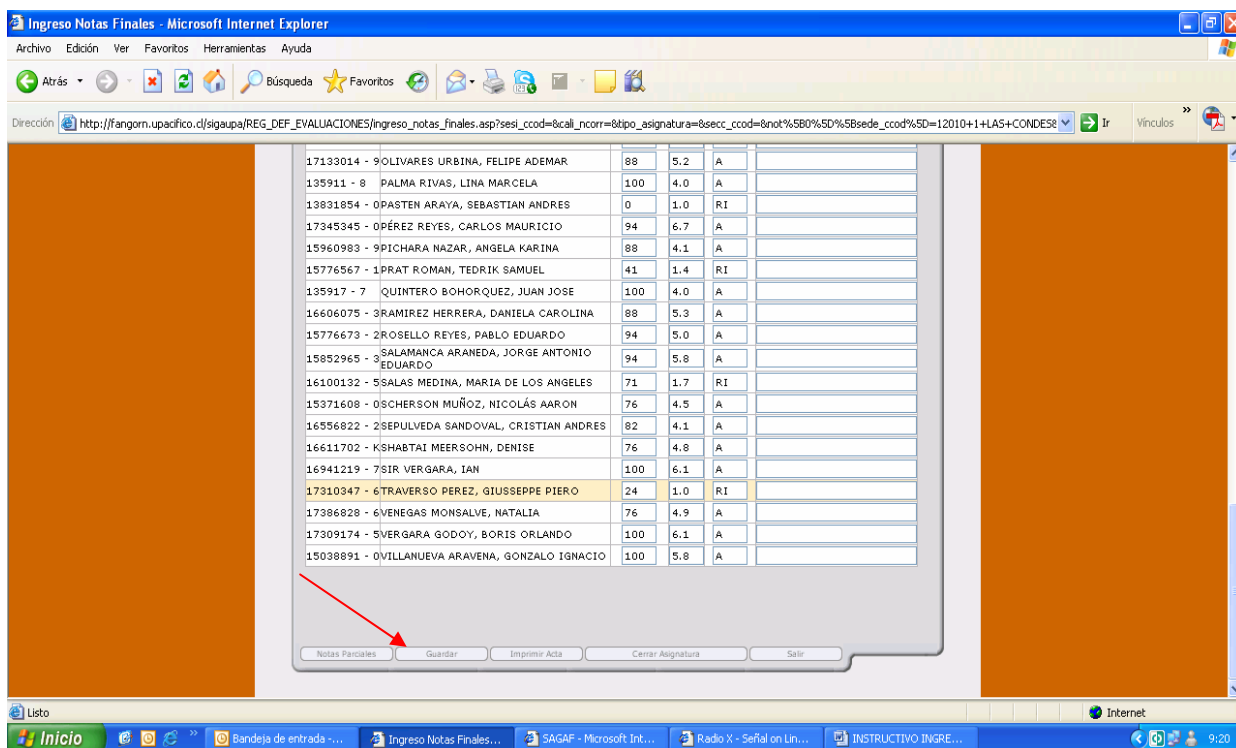 Ingreso Notas Finales - Microsoft Internet Explorer
Archivo Edición Ver Favoritos Herramientas Ayuda
Atrás Búsqueda Favoritos
Dirección http://fangorn.upacifico.cl/sigaupa/REG_DEF_EVALUACIONES/ingreso_notas_finales.asp?sesi_ccod=&cali_ncorr=&tipo_asignatura=&secc_ccod=&not%5B0%5D%5Bsede_ccod%5D=12010+1+LAS+CONDES& Ir Vínculos »
17133014 - 9 OLIVARES URBINA, FELIPE ADEMAR 88 5.2 A
135911 - 8 PALMA RIVAS, LINA MARCELA 100 4.0 A
13831854 - 0 PASTEN ARAYA, SEBASTIAN ANDRES 0 1.0 RI
17345345 - 0 PÉREZ REYES, CARLOS MAURICIO 94 6.7 A
15960983 - 9 PICHARA NAZAR, ANGELA KARINA 88 4.1 A
15776567 - 1 PRAT ROMAN, TEDRIK SAMUEL 41 1.4 RI
135917 - 7 QUINTERO BOHORQUEZ, JUAN JOSE 100 4.0 A
16606075 - 3 RAMIREZ HERRERA, DANIELA CAROLINA 88 5.3 A
15776673 - 2 ROSELLO REYES, PABLO EDUARDO 94 5.0 A
15852965 - 3 SALAMANCA ARANEDA, JORGE ANTONIO
EDUARDO 94 5.8 A
16100132 - 5 SALAS MEDINA, MARIA DE LOS ANGELES 71 1.7 RI
15371608 - 0 SCHERSON MUÑOZ, NICOLÁS AARON 76 4.5 A
16556822 - 2 SEPULVEDA SANDOVAL, CRISTIAN ANDRES 82 4.1 A
16611702 - K SHABTAI MEERSOHN, DENISE 76 4.8 A
16941219 - 7 SIR VERGARA, IAN 100 6.1 A
17310347 - 6 TRAVERSO PEREZ, GIUSSEPPE PIERO 24 1.0 RI
17386828 - 6 VENEGAS MONSALVE, NATALIA 76 4.9 A
17309174 - 5 VERGARA GODOY, BORIS ORLANDO 100 6.1 A
15038891 - 0 VILLANUEVA ARAVENA, GONZALO IGNACIO 100 5.8 A
Notas Parciales Guardar Imprimir Acta Cerrar Asignatura Salir
Listo Internet
Inicio » Bandeja de entrada -... Ingreso Notas Finales... SAGAF - Microsoft Int... Radio X - Señal on Lin... INSTRUCTIVO INGRE... 9:20